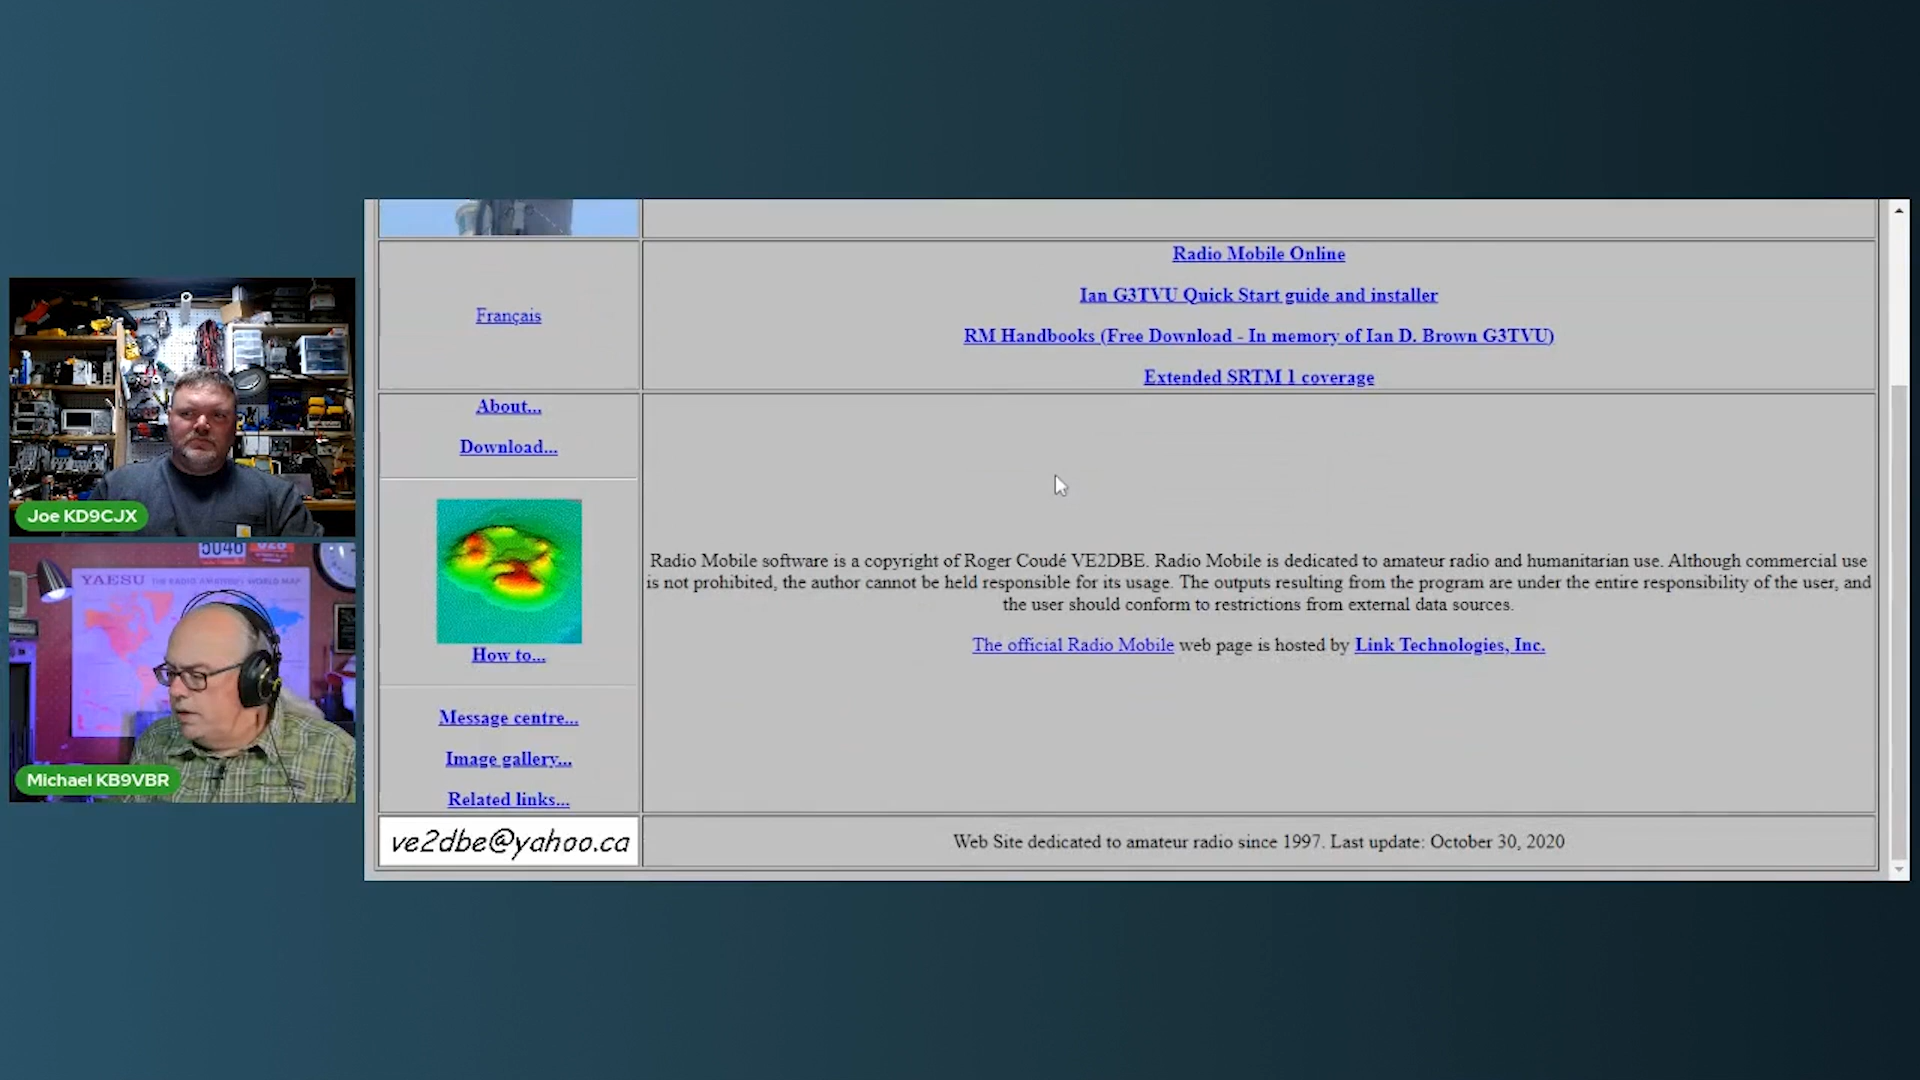 Radio Mobile Online
Français
Ian G3TVU Quick Start guide and installer
RM Handbooks (Free Download - In memory of Ian D. Brown G3TVU)
Extended SRTM 1 coverage
About...
Download...
How to...
Message centre...
Image gallery...
Related links...
Radio Mobile software is a copyright of Roger Coudé VE2DBE. Radio Mobile is dedicated to amateur radio and humanitarian use. Although commercial use
is not prohibited, the author cannot be held responsible for its usage. The outputs resulting from the program are under the entire responsibility of the user, and
the user should conform to restrictions from external data sources.
The official Radio Mobile web page is hosted by Link Technologies, Inc.
ve2dbe@yahoo.ca
Web Site dedicated to amateur radio since 1997. Last update: October 30, 2020
Joe KD9CJX
YAESU THE RADIO AMATEUR'S WORLD MAP
Michael KB9VBR